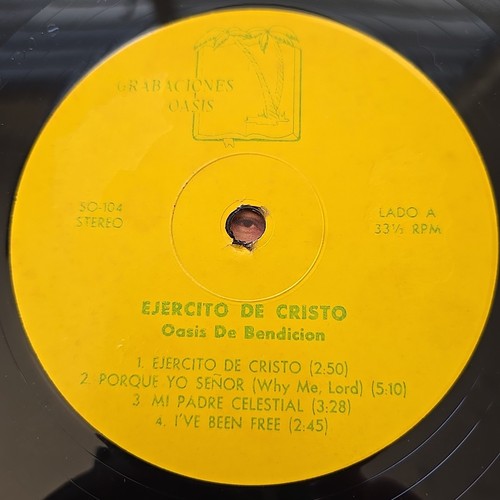 GRABACIONES
OASIS
SO-104
STEREO
LADO A
33⅓ RPM
EJERCITO DE CRISTO
Oasis De Bendicion
1. EJERCITO DE CRISTO (2:50)
2. PORQUE YO SEÑOR (Why Me, Lord) (5:10)
3. MI PADRE CELESTIAL (3:28)
4. I'VE BEEN FREE (2:45)